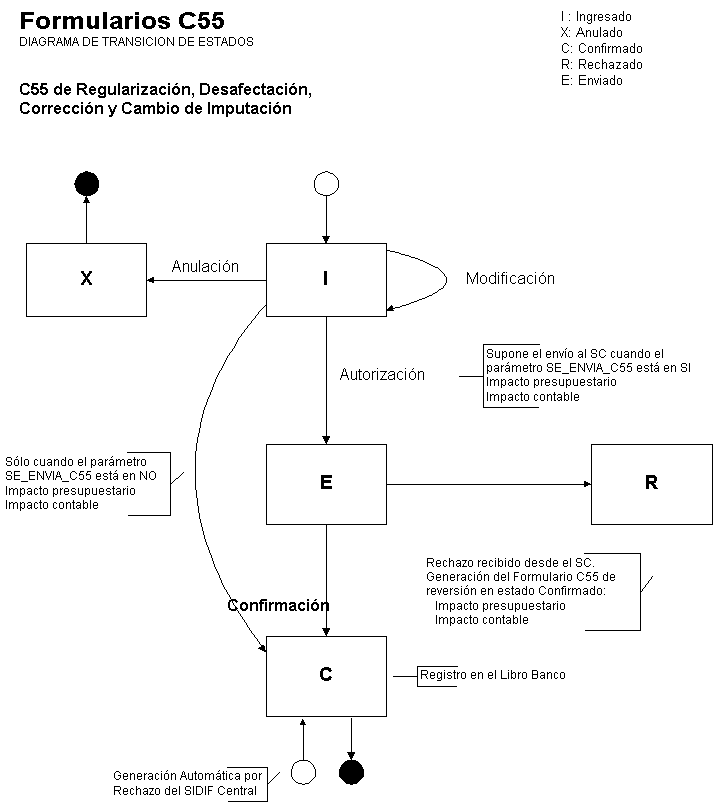 Formularios C55
DIAGRAMA DE TRANSICION DE ESTADOS
I : Ingresado
X: Anulado
C: Confirmado
R: Rechazado
E: Enviado
C55 de Regularización, Desafectación,
Corrección y Cambio de Imputación
X
Anulación
I
Modificación
Autorización
Supone el envío al SC cuando el
parámetro SE_ENVIA_C55 está en SI
Impacto presupuestario
Impacto contable
Sólo cuando el parámetro
SE_ENVIA_C55 está en NO
Impacto presupuestario
Impacto contable
E
R
Rechazo recibido desde el SC.
Generación del Formulario C55 de
reversión en estado Confirmado:
Impacto presupuestario
Impacto contable
Confirmación
C
Registro en el Libro Banco
Generación Automática por
Rechazo del SIDIF Central